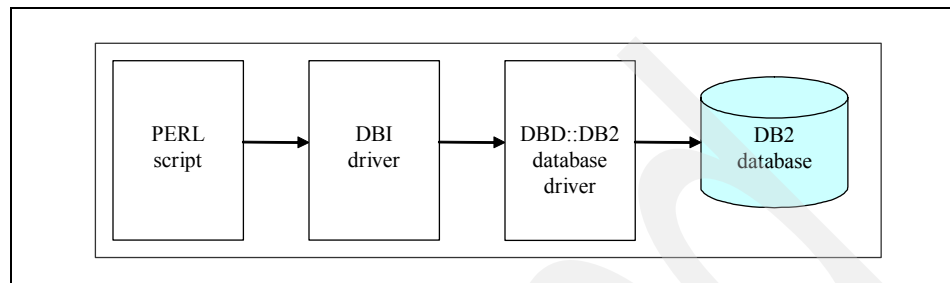 PERL
script
DBI
driver
DBD::DB2
database
driver
DB2
database